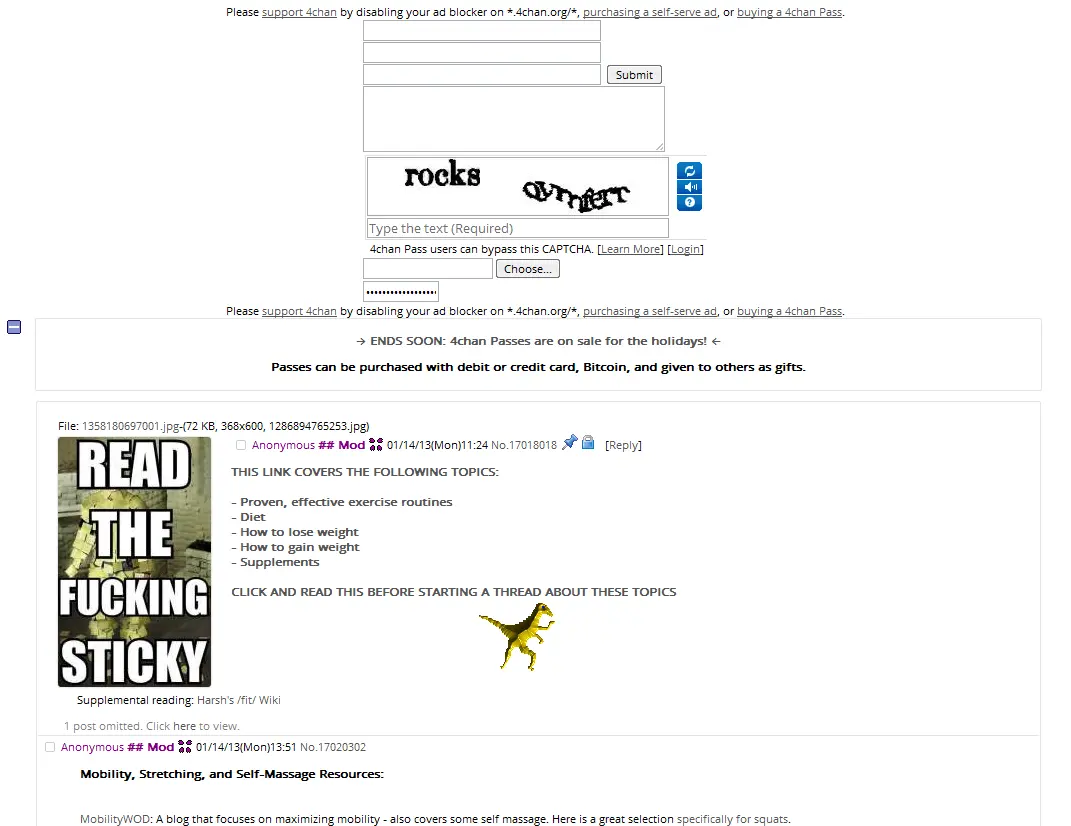 Please support 4chan by disabling your ad blocker on *.4chan.org/*, purchasing a self-serve ad, or buying a 4chan Pass.
Submit
rocks
Type the text (Required)
4chan Pass users can bypass this CAPTCHA. [Learn More] [Login]
Choose...
Please support 4chan by disabling your ad blocker on *.4chan.org/*, purchasing a self-serve ad, or buying a 4chan Pass.
→ ENDS SOON: 4chan Passes are on sale for the holidays! ←
Passes can be purchased with debit or credit card, Bitcoin, and given to others as gifts.
File: 1358180697001.jpg-(72 KB, 368x600, 1286894765253.jpg)
READ
THE
FUCKING
STICKY
Anonymous ## Mod 01/14/13(Mon)11:24 No.17018018 [Reply]
THIS LINK COVERS THE FOLLOWING TOPICS:
- Proven, effective exercise routines
- Diet
- How to lose weight
- How to gain weight
- Supplements
CLICK AND READ THIS BEFORE STARTING A THREAD ABOUT THESE TOPICS
Supplemental reading: Harsh's /fit/ Wiki
1 post omitted. Click here to view.
Anonymous ## Mod 01/14/13(Mon)13:51 No.17020302
Mobility, Stretching, and Self-Massage Resources:
MobilityWOD: A blog that focuses on maximizing mobility - also covers some self massage. Here is a great selection specifically for squats.